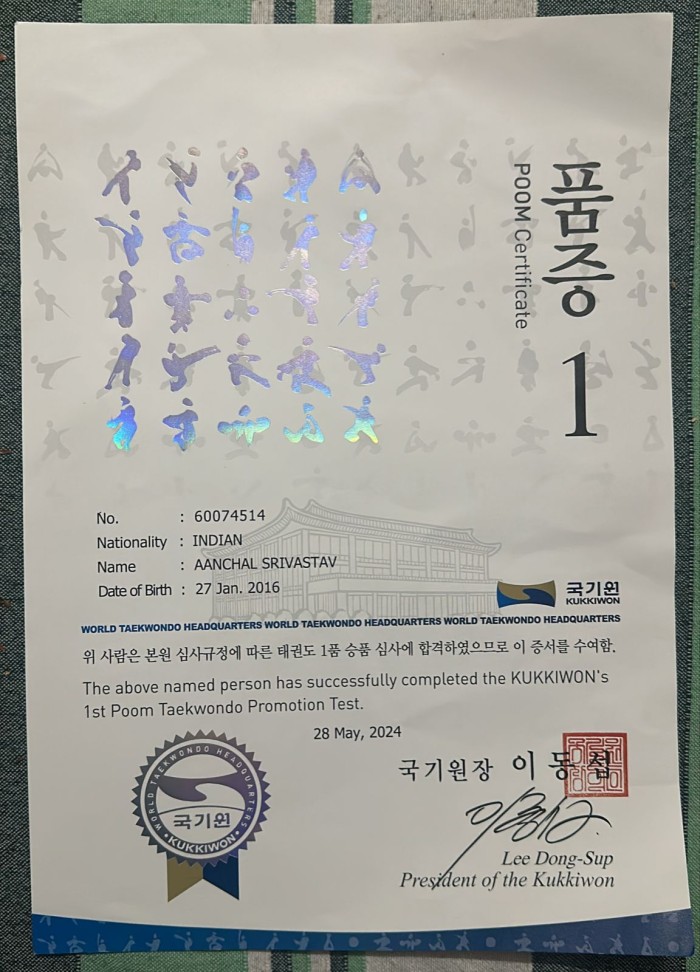 품증 1
POOM Certificate
No. : 60074514
Nationality : INDIAN
Name : AANCHAL SRIVASTAV
Date of Birth : 27 Jan. 2016
국기원
KUKKIWON
WORLD TAEKWONDO HEADQUARTERS WORLD TAEKWONDO HEADQUARTERS WORLD TAEKWONDO HEADQUARTERS
위 사람은 본원 심사규정에 따른 태권도 1품 승품 심사에 합격하였으므로 이 증서를 수여함.
The above named person has successfully completed the KUKKIWON's
1st Poom Taekwondo Promotion Test.
28 May, 2024
WORLD TAEKWONDO HEADQUARTERS
국기원
KUKKIWON
국기원장 이동섭
Lee Dong-Sup
President of the Kukkiwon